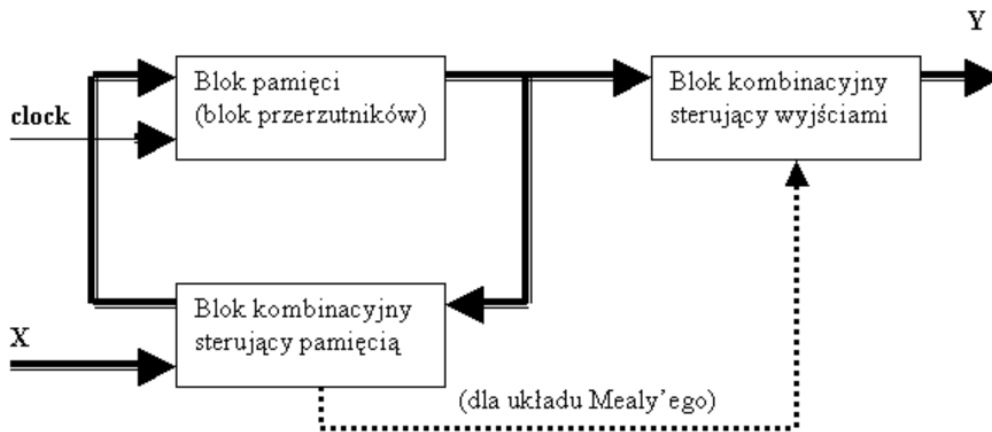 Y
Blok pamięci
(blok przerzutników)
Blok kombinacyjny
sterujący wyjściami
clock
Blok kombinacyjny
sterujący pamięcią
X
(dla układu Mealy’ego)